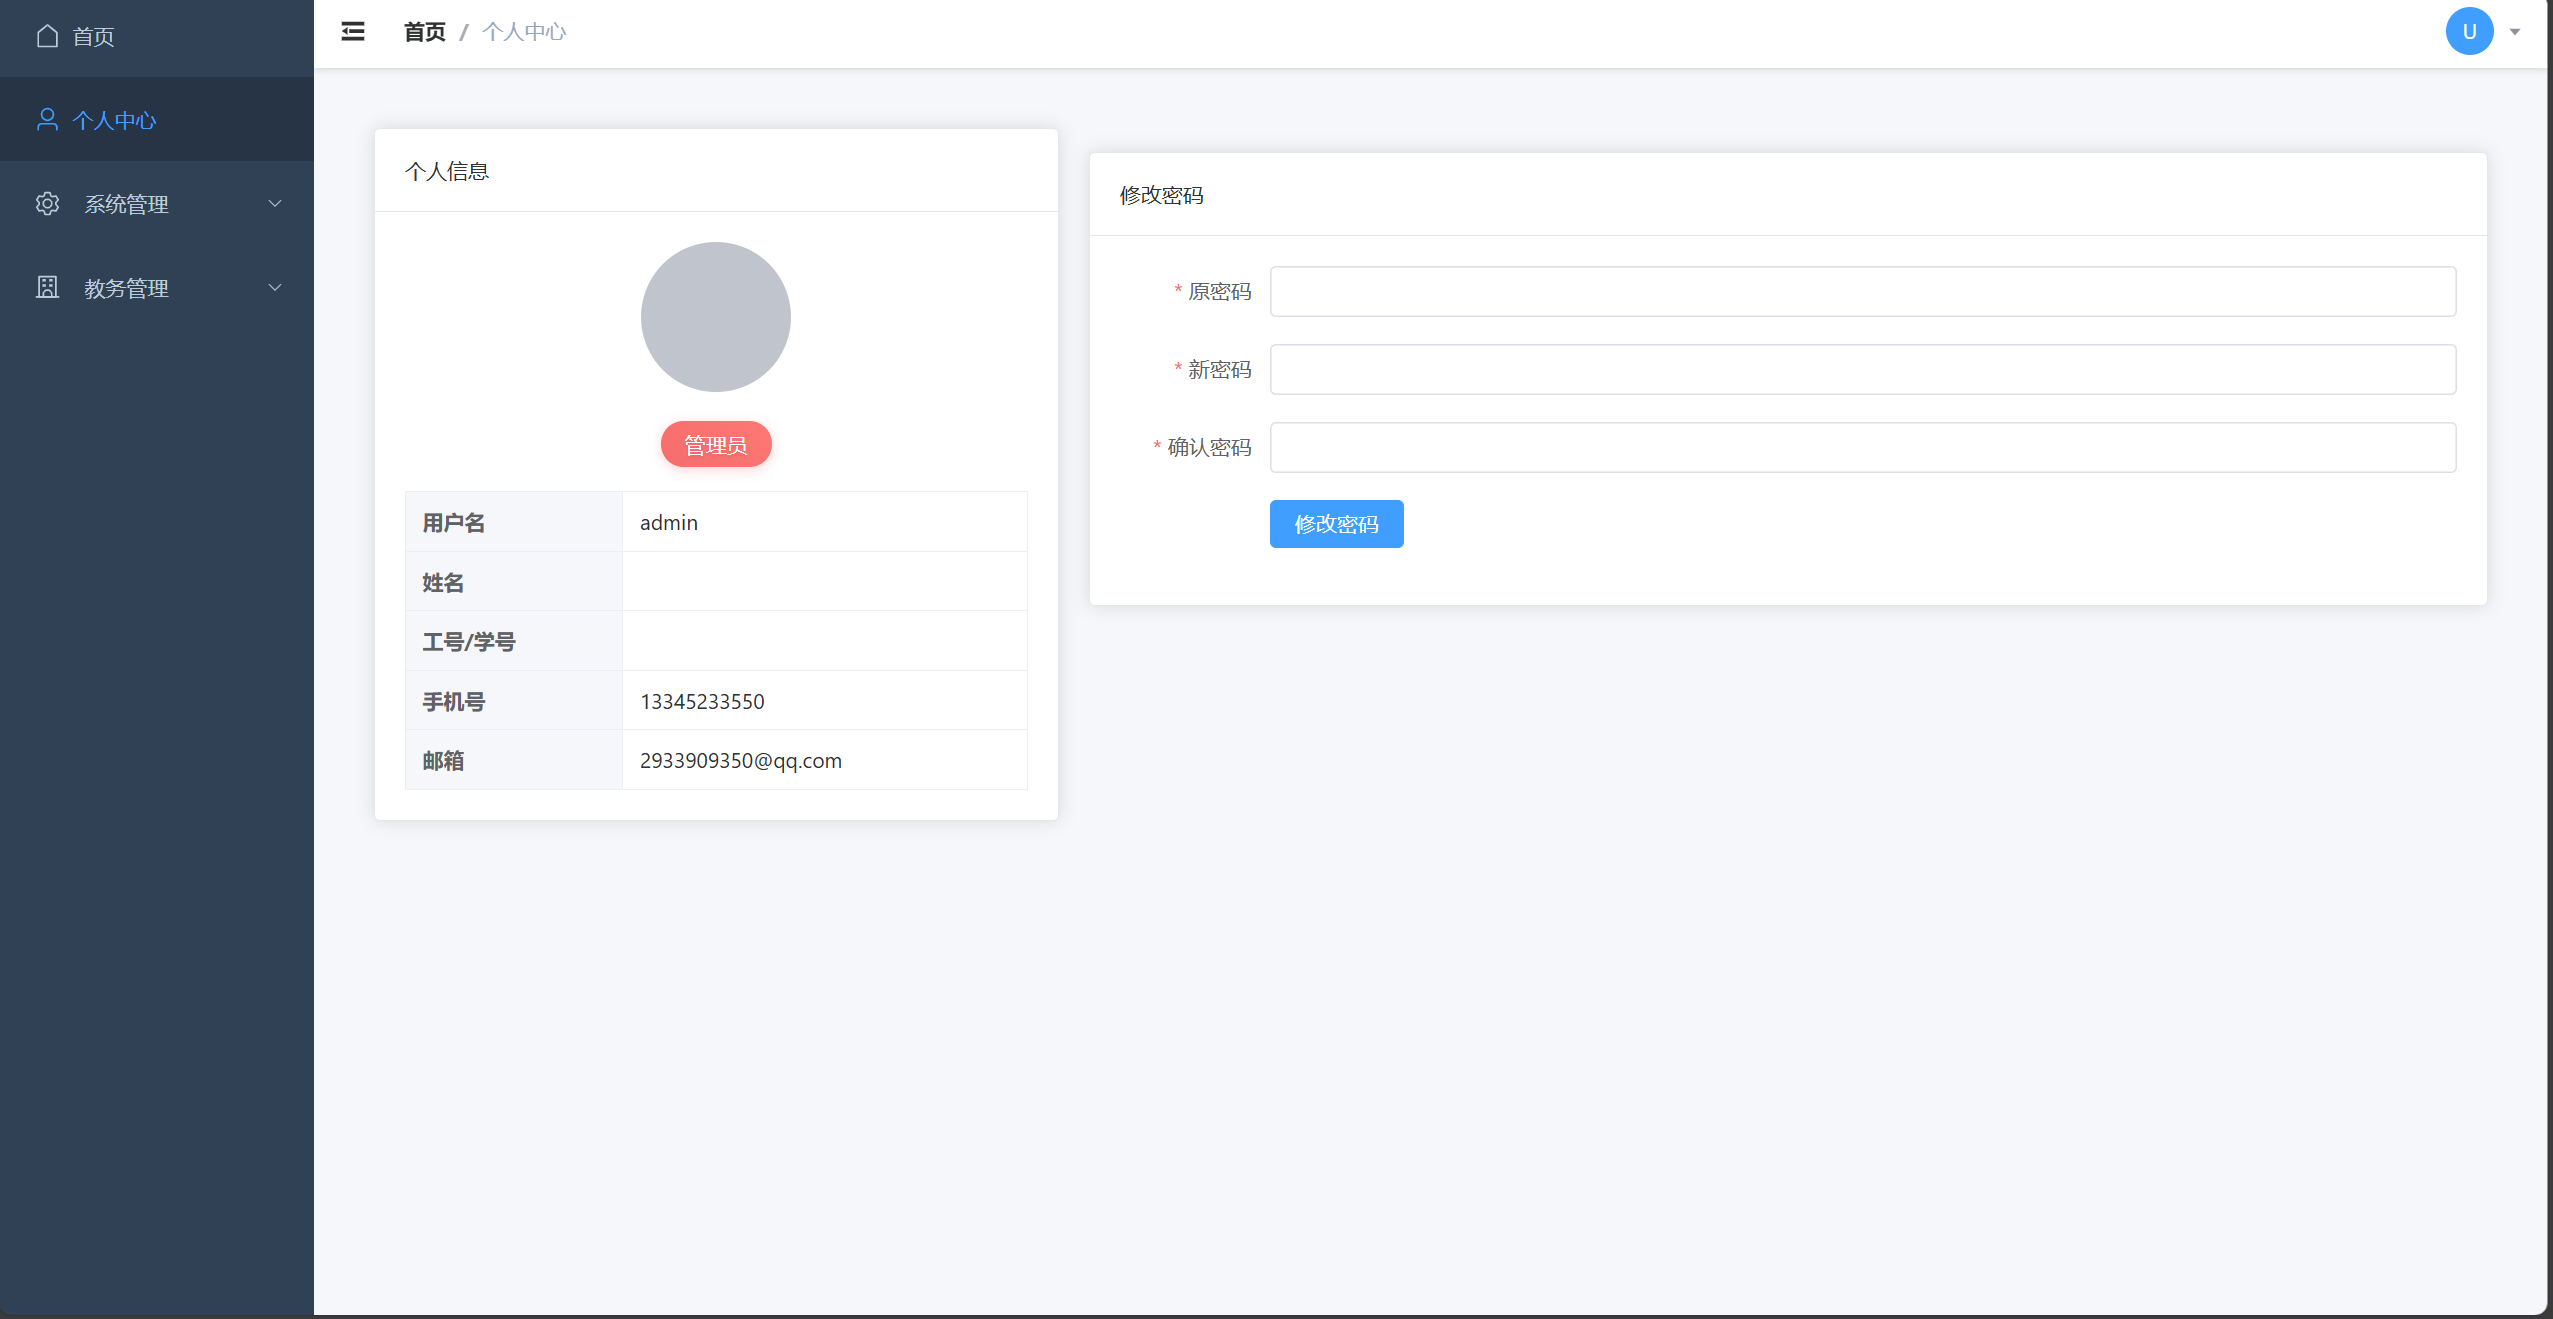 首页
个人中心
系统管理
教务管理
首页 / 个人中心
U
个人信息
管理员
用户名 admin
姓名
工号/学号
手机号 13345233550
邮箱 2933909350@qq.com
修改密码
* 原密码
* 新密码
* 确认密码
修改密码